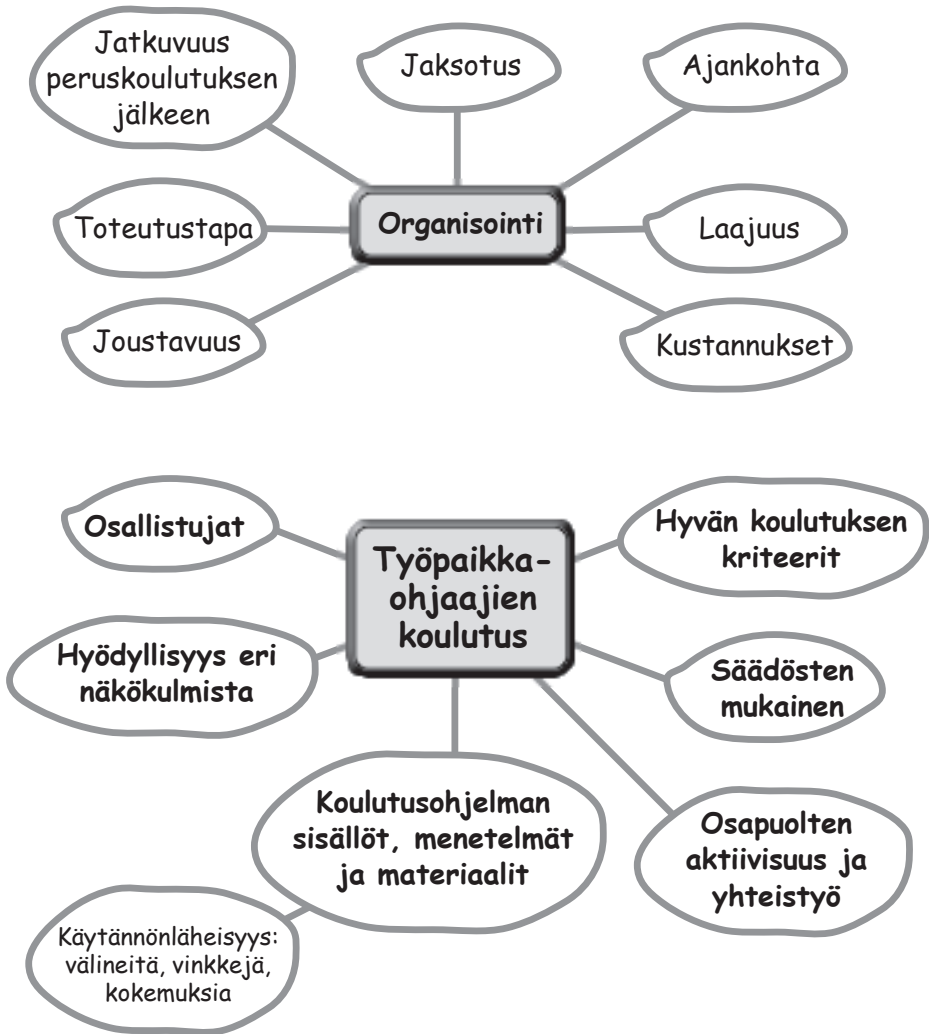 Jatkuvuus
peruskoulutuksen
jälkeen
Jaksotus
Ajankohta
Toteutustapa
Organisointi
Laajuus
Joustavuus
Kustannukset
Osallistujat
Työpaikka-
ohjaajien
koulutus
Hyvän koulutuksen
kriteerit
Hyödyllisyys eri
näkökulmista
Säädösten
mukainen
Koulutusohjelman
sisällöt, menetelmät
ja materiaalit
Osapuolten
aktiivisuus ja
yhteistyö
Käytännönläheisyys:
välineitä, vinkkejä,
kokemuksia